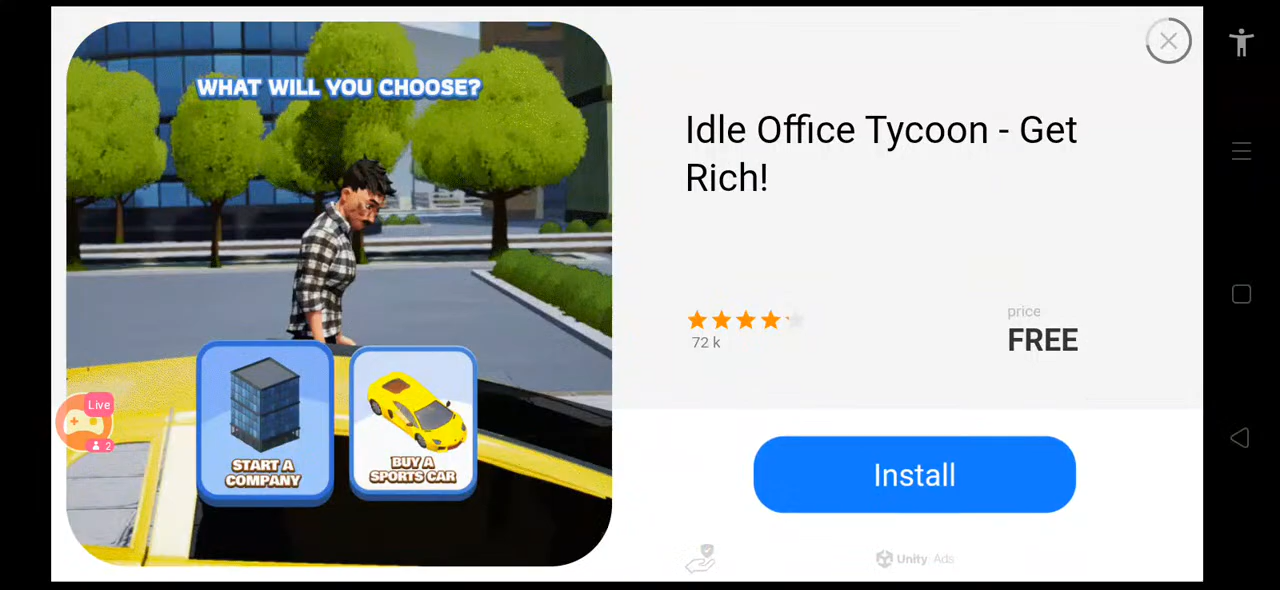 WHAT WILL YOU CHOOSE?
START A
COMPANY
BUY A
SPORTS CAR
Live
2
Idle Office Tycoon - Get
Rich!
72 k
price
FREE
Install
Unity Ads